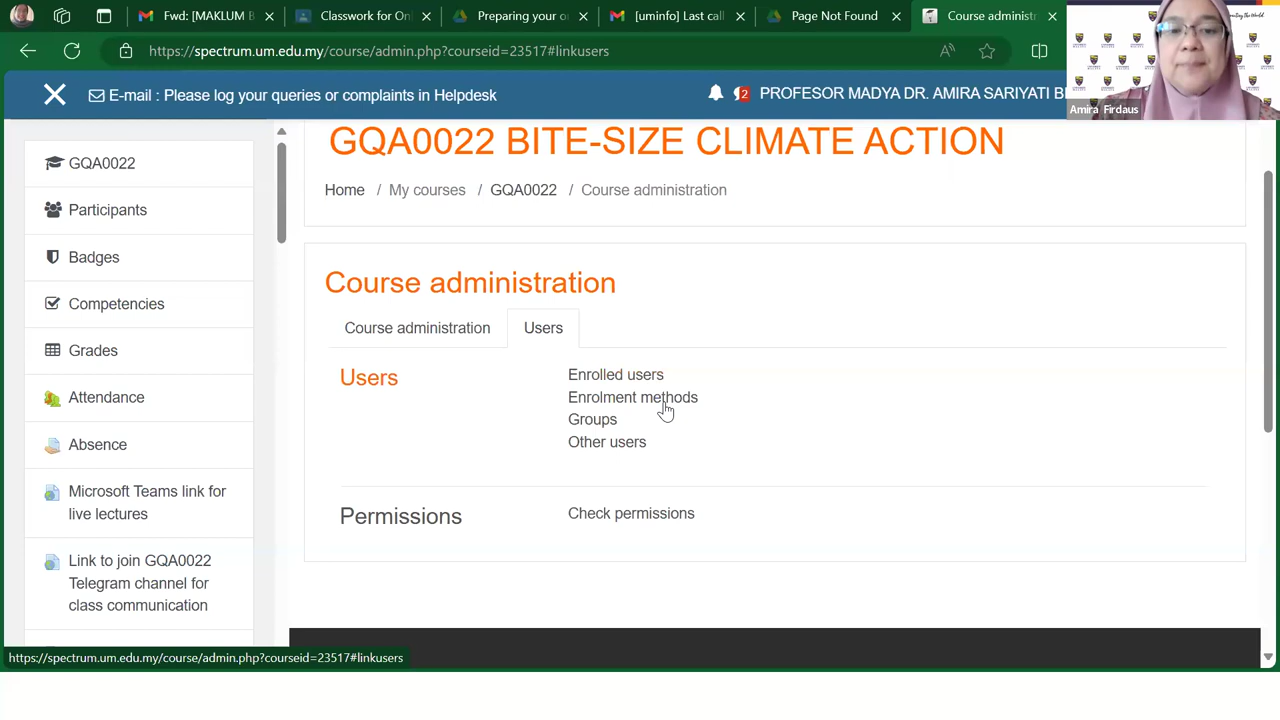 Fwd: [MAKLUM B
Classwork for Onl
Preparing your o
[uminfo] Last call
Page Not Found
Course administr
https://spectrum.um.edu.my/course/admin.php?courseid=23517#linkusers
E-mail : Please log your queries or complaints in Helpdesk
2
PROFESOR MADYA DR. AMIRA SARIYATI BI
Amira Firdaus
GQA0022
Participants
Badges
Competencies
Grades
Attendance
Absence
Microsoft Teams link for
live lectures
Link to join GQA0022
Telegram channel for
class communication
GQA0022 BITE-SIZE CLIMATE ACTION
Home / My courses / GQA0022 / Course administration
Course administration
Course administration
Users
Users
Enrolled users
Enrolment methods
Groups
Other users
Permissions
Check permissions
https://spectrum.um.edu.my/course/admin.php?courseid=23517#linkusers